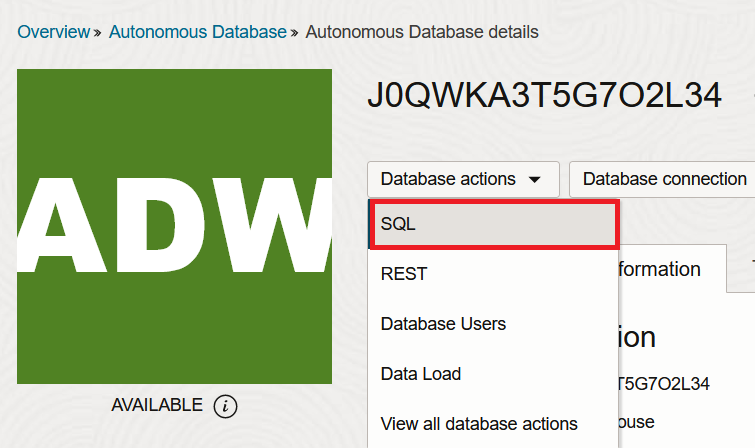 Overview » Autonomous Database » Autonomous Database details
ADW
J0QWKA3T5G7O2L34
Database actions
Database connection
SQL
REST
formation
Database Users
ion
Data Load
T5G7O2L34
AVAILABLE
View all database actions
ouse